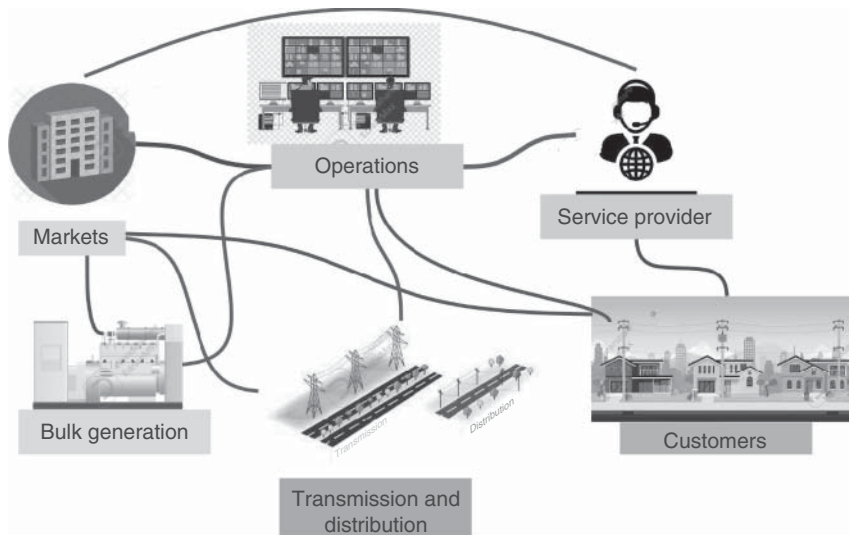 Operations
Service provider
Markets
Bulk generation
Transmission
Distribution
Customers
Transmission and
distribution